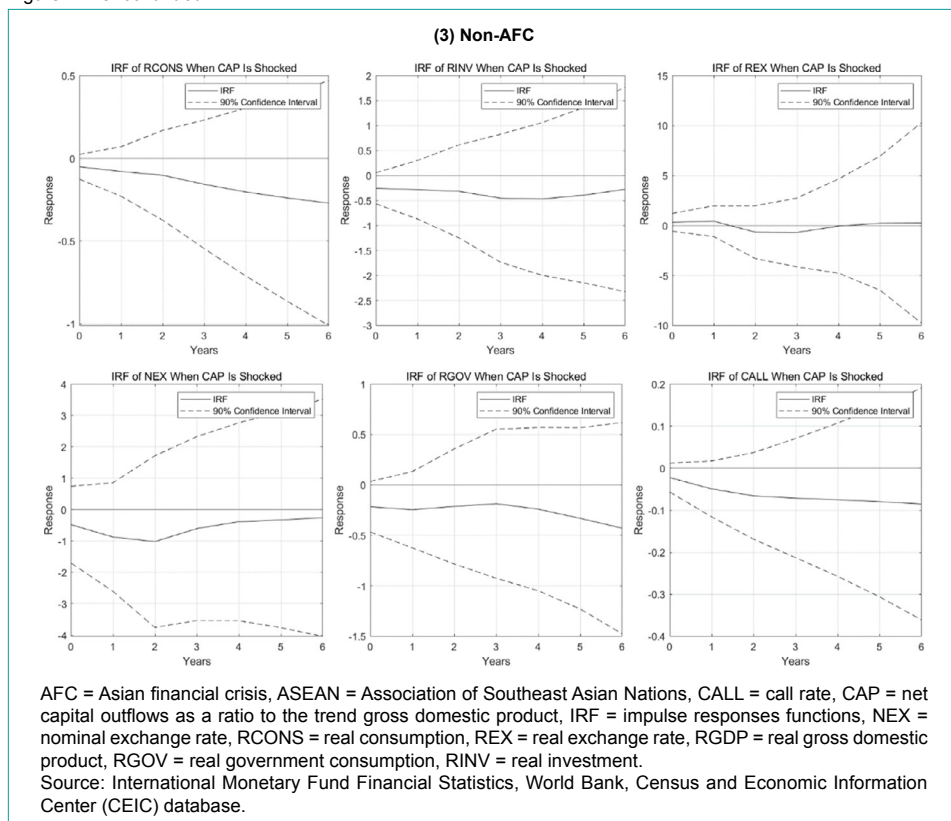 (3) Non-AFC
IRF of RCONS When CAP Is Shocked
0.5
0
-0.5
-1
Response
IRF
90% Confidence Interval
0 1 2 3 4 5 6
Years
IRF of RINV When CAP Is Shocked
2
1.5
1
0.5
0
-0.5
-1
-1.5
-2
-2.5
-3
Response
IRF
90% Confidence Interval
0 1 2 3 4 5 6
Years
IRF of REX When CAP Is Shocked
15
10
5
0
-5
-10
Response
IRF
90% Confidence Interval
0 1 2 3 4 5 6
Years
IRF of NEX When CAP Is Shocked
4
3
2
1
0
-1
-2
-3
-4
Response
IRF
90% Confidence Interval
0 1 2 3 4 5 6
Years
IRF of RGOV When CAP Is Shocked
1
0.5
0
-0.5
-1
-1.5
Response
IRF
90% Confidence Interval
0 1 2 3 4 5 6
Years
IRF of CALL When CAP Is Shocked
0.2
0.1
0
-0.1
-0.2
-0.3
-0.4
Response
IRF
90% Confidence Interval
0 1 2 3 4 5 6
Years
AFC = Asian financial crisis, ASEAN = Association of Southeast Asian Nations, CALL = call rate, CAP = net
capital outflows as a ratio to the trend gross domestic product, IRF = impulse responses functions, NEX =
nominal exchange rate, RCONS = real consumption, REX = real exchange rate, RGDP = real gross domestic
product, RGOV = real government consumption, RINV = real investment.
Source: International Monetary Fund Financial Statistics, World Bank, Census and Economic Information
Center (CEIC) database.